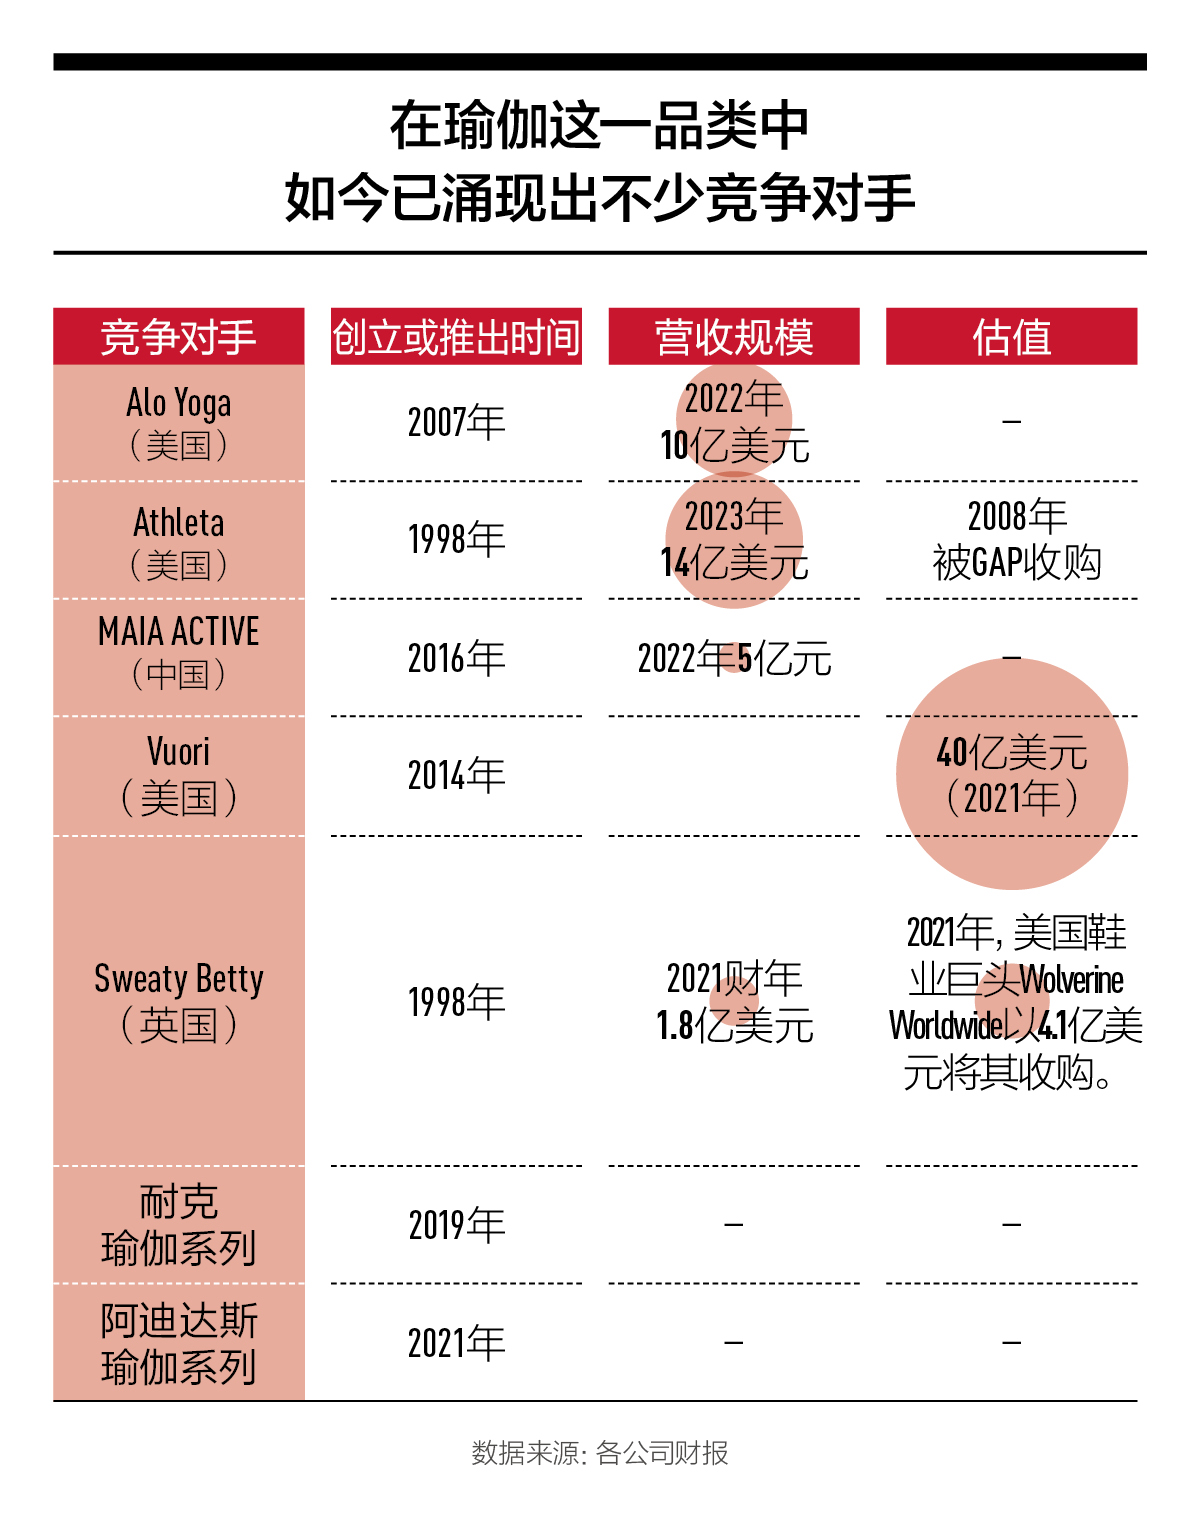 在瑜伽这一品类中
如今已涌现出不少竞争对手
竞争对手
创立或推出时间
营收规模
估值
Alo Yoga
（美国）
2007年
2022年
10亿美元
–
Athleta
（美国）
1998年
2023年
14亿美元
2008年
被GAP收购
MAIA ACTIVE
（中国）
2016年
2022年5亿元
–
Vuori
（美国）
2014年
40亿美元
（2021年）
Sweaty Betty
（英国）
1998年
2021财年
1.8亿美元
2021年，美国鞋
业巨头Wolverine
Worldwide以4.1亿美
元将其收购。
耐克
瑜伽系列
2019年
–
–
阿迪达斯
瑜伽系列
2021年
–
–
数据来源：各公司财报